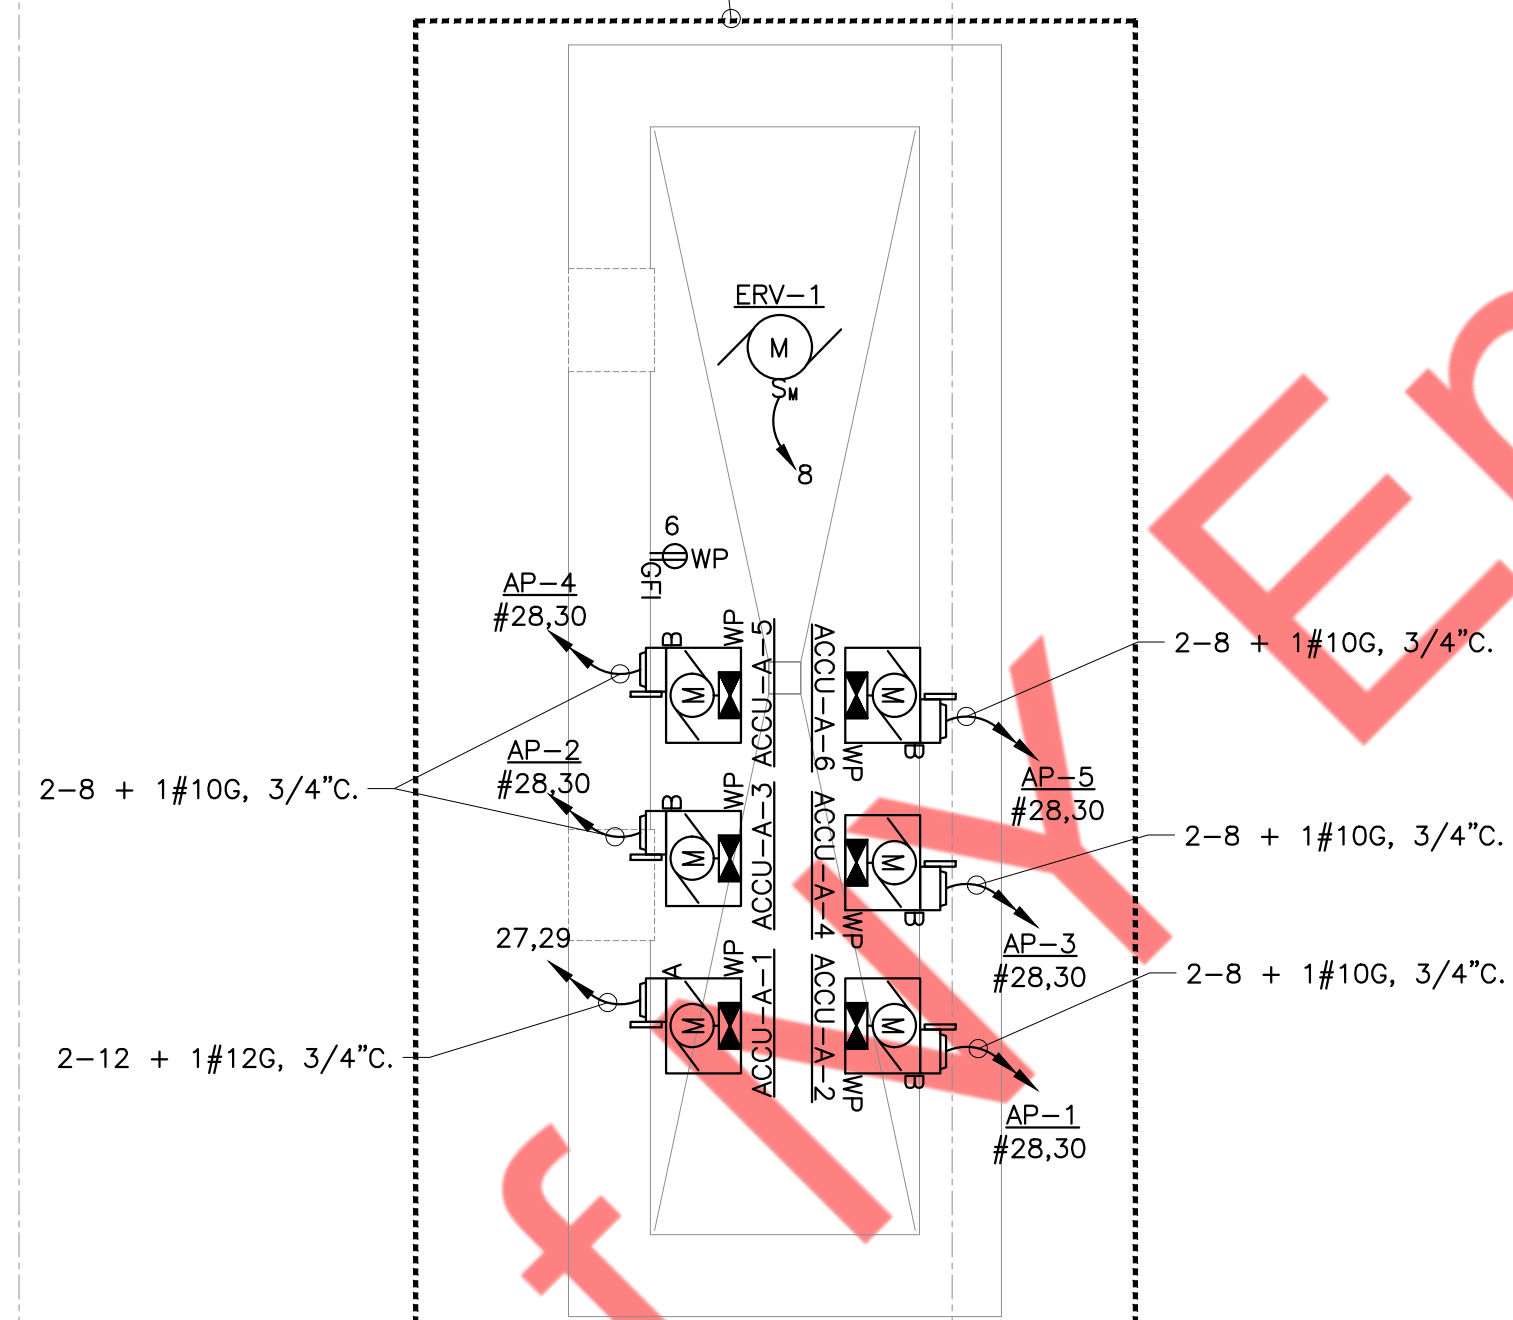 ERV-1
M
SM
8
6
WP
GFI
AP-4
#28,30
B
WP
M
ACCU-A-5
ACCU-A-6
M
WP
B
2-8 + 1#10G, 3/4"C.
AP-5
#28,30
2-8 + 1#10G, 3/4"C.
AP-2
#28,30
B
WP
M
ACCU-A-3
ACCU-A-4
M
WP
B
2-8 + 1#10G, 3/4"C.
AP-3
#28,30
27,29
A
WP
M
ACCU-A-1
ACCU-A-2
M
WP
B
2-8 + 1#10G, 3/4"C.
2-12 + 1#12G, 3/4"C.
AP-1
#28,30
f NY En